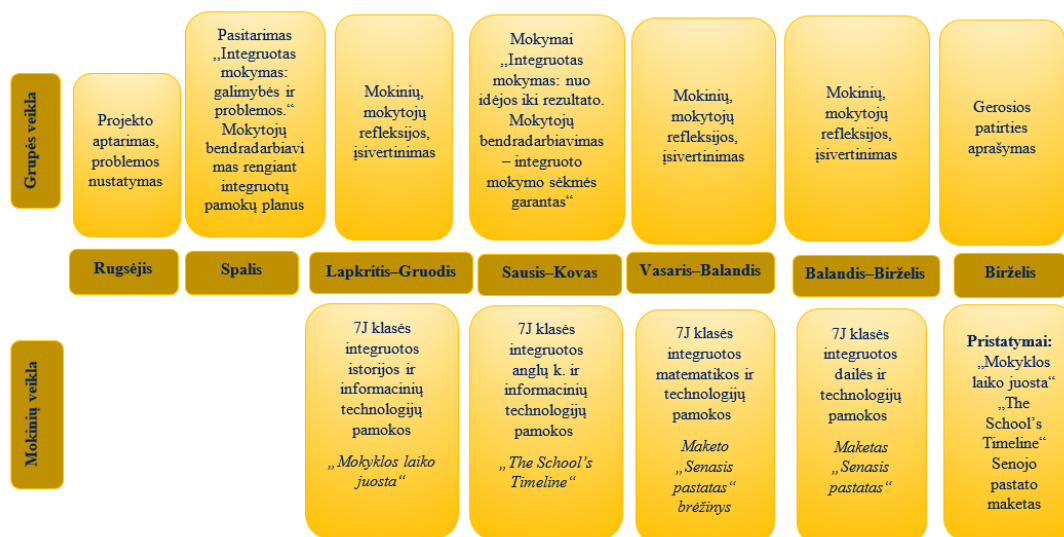 Grupės veikla
Projekto
aptarimas,
problemos
nustatymas
Pasitarimas
„Integruotas
mokymas:
galimybės ir
problemos.“
Mokytojų
bendradarbiavi
mas rengiant
integruotų
pamokų planus
Mokinių,
mokytojų
refleksijos,
įsivertinimas
Mokymai
„Integruotas
mokymas: nuo
idėjos iki rezultato.
Mokytojų
bendradarbiavimas
– integruoto
mokymo sėkmės
garantas“
Mokinių,
mokytojų
refleksijos,
įsivertinimas
Mokinių,
mokytojų
refleksijos,
įsivertinimas
Gerosios
patirties
aprašymas
Rugsėjis
Spalis
Lapkritis–Gruodis
Sausis–Kovas
Vasaris–Balandis
Balandis–Birželis
Birželis
Mokinių veikla
7J klasės
integruotos
istorijos ir
informacinių
technologijų
pamokos
„Mokyklos laiko
juosta“
7J klasės
integruotos
anglų k. ir
informacinių
technologijų
pamokos
„The School’s
Timeline“
7J klasės
integruotos
matematikos ir
technologijų
pamokos
Maketo
„Senasis
pastatas“
brėžinys
7J klasės
integruotos
dailės ir
technologijų
pamokos
Maketas
„Senasis
pastatas“
Pristatymai:
„Mokyklos
laiko juosta“
„The
School’s
Timeline“
Senojo
pastato
maketas